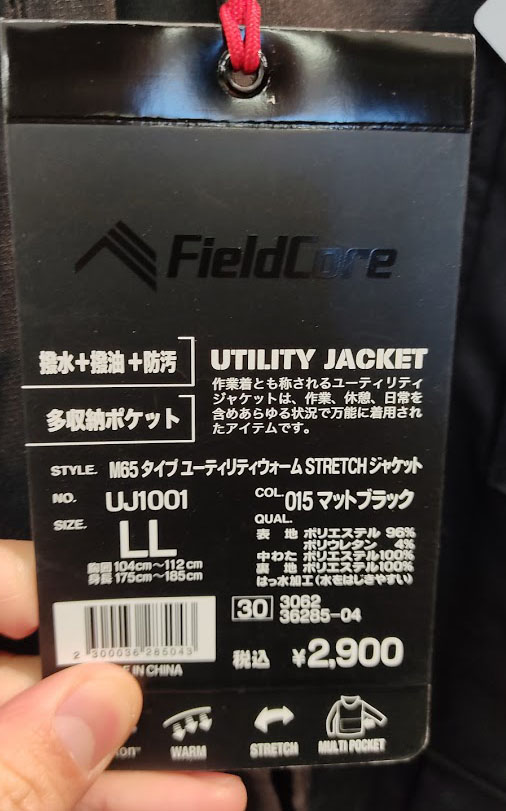 FieldCore
撥水+撥油+防汚
多収納ポケット
UTILITY JACKET
作業着とも称されるユーティリティ
ジャケットは、作業、休憩、日常を
含めあらゆる状況で万能に着用され
たアイテムです。
STYLE. M65 タイプ ユーティリティウォーム STRETCH ジャケット
NO. UJ1001
COL. 015 マットブラック
SIZE. LL
胸囲 104cm～112cm
身長 175cm～185cm
QUAL.
表 地 ポリエステル 96%
ポリウレタン 4%
中わた ポリエステル100%
裏 地 ポリエステル100%
はっ水加工(水をはじきやすい)
30 3062
36285-04
2 300036 285043
税込 ¥2,900
IN CHINA
WARM
STRETCH
MULTI POCKET